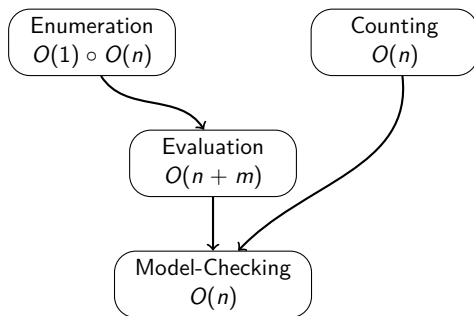 Enumeration
O(1) ∘ O(n)
Counting
O(n)
Evaluation
O(n + m)
Model-Checking
O(n)